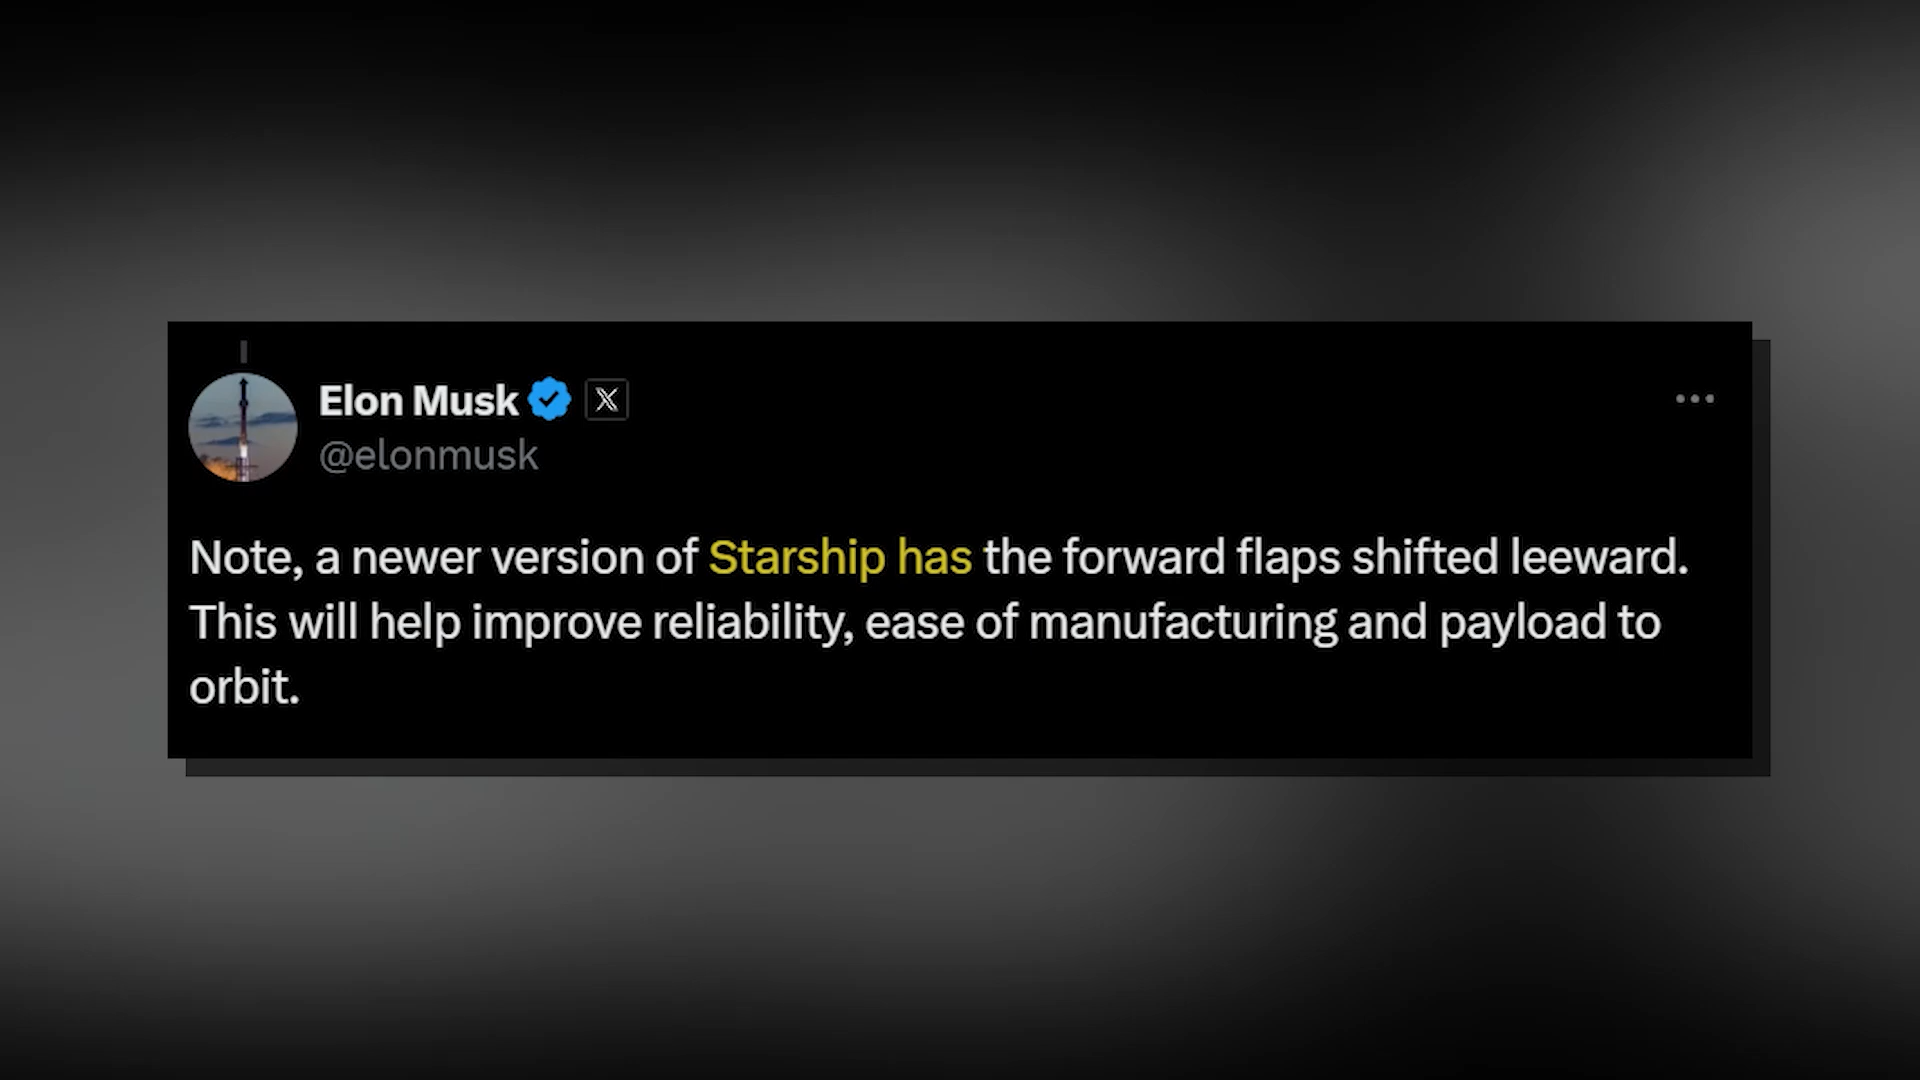 Elon Musk
@elonmusk
Note, a newer version of Starship has the forward flaps shifted leeward.
This will help improve reliability, ease of manufacturing and payload to
orbit.